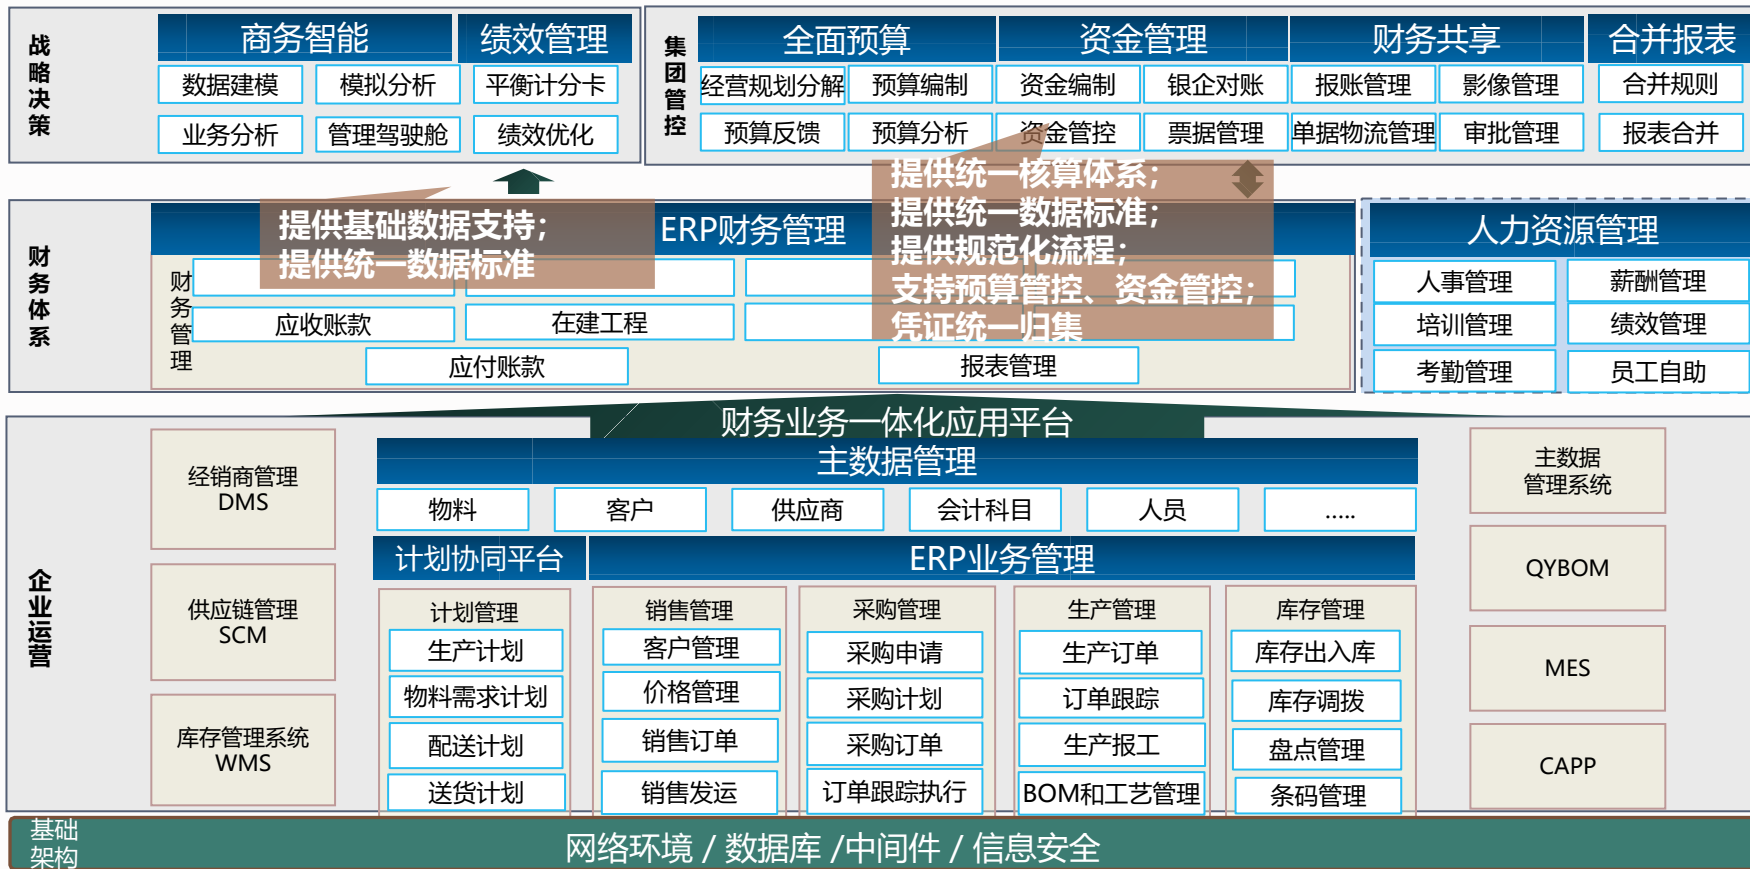 战略决策
商务智能
绩效管理
数据建模
模拟分析
平衡计分卡
业务分析
管理驾驶舱
绩效优化
集团管控
全面预算
资金管理
财务共享
合并报表
经营规划分解
预算编制
资金编制
银企对账
报账管理
影像管理
合并规则
预算反馈
预算分析
资金管控
票据管理
单据物流管理
审批管理
报表合并
提供基础数据支持；
提供统一数据标准
提供统一核算体系；
提供统一数据标准；
提供规范化流程；
支持预算管控、资金管控；
凭证统一归集
财务体系
ERP财务管理
财务管理
应收账款
在建工程
应付账款
报表管理
人力资源管理
人事管理
薪酬管理
培训管理
绩效管理
考勤管理
员工自助
财务业务一体化应用平台
企业运营
经销商管理
DMS
供应链管理
SCM
库存管理系统
WMS
主数据管理
物料
客户
供应商
会计科目
人员
.....
计划协同平台
ERP业务管理
计划管理
生产计划
物料需求计划
配送计划
送货计划
销售管理
客户管理
价格管理
销售订单
销售发运
采购管理
采购申请
采购计划
采购订单
订单跟踪执行
生产管理
生产订单
订单跟踪
生产报工
BOM和工艺管理
库存管理
库存出入库
库存调拨
盘点管理
条码管理
主数据
管理系统
QYBOM
MES
CAPP
基础
架构
网络环境 / 数据库 /中间件 / 信息安全